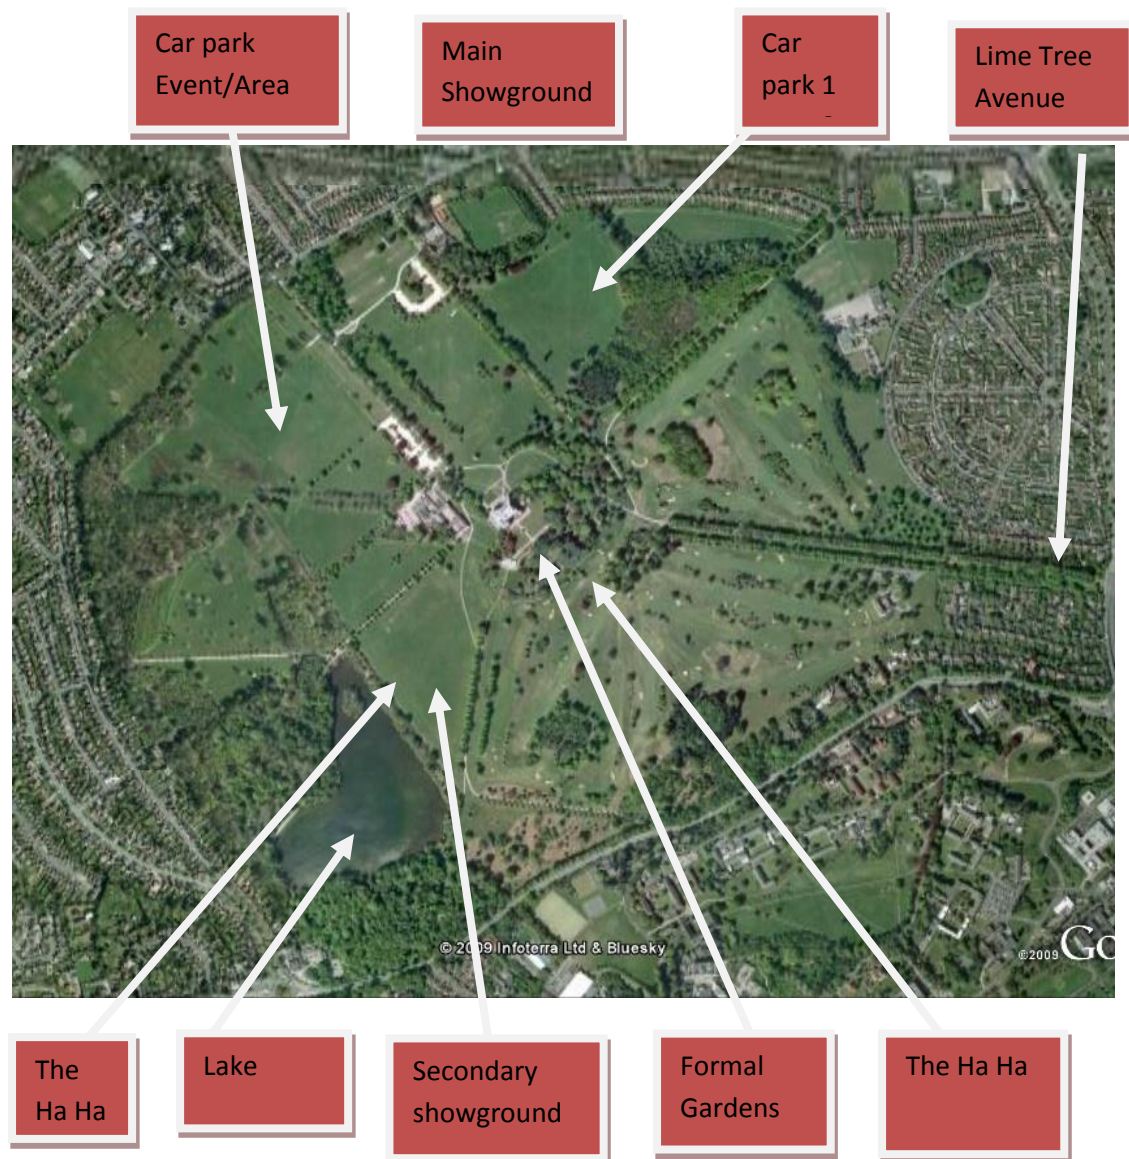 Car park
Event/Area
Main
Showground
Car
park 1
Lime Tree
Avenue
© 2009 Infoterra Ltd & Bluesky
©2009 Go
The
Ha Ha
Lake
Secondary
showground
Formal
Gardens
The Ha Ha